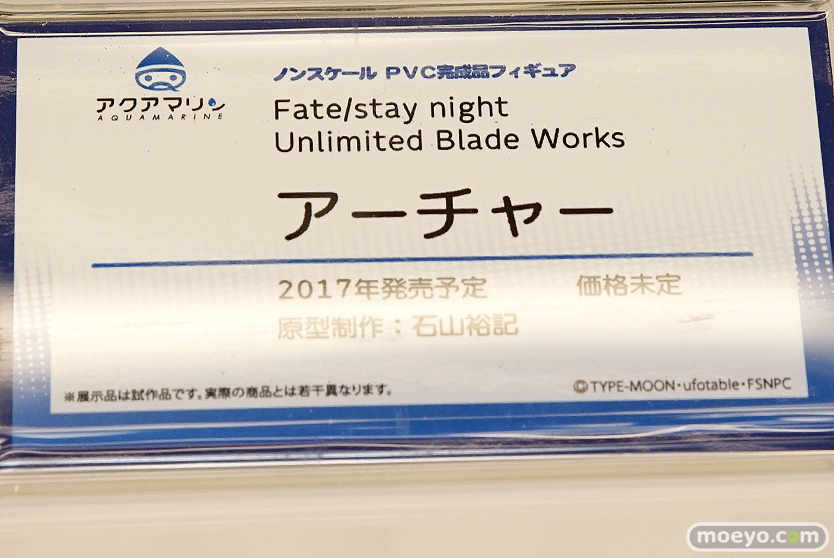 アクアマリン
AQUAMARINE
ノンスケール PVC完成品フィギュア
Fate/stay night
Unlimited Blade Works
アーチャー
2017年発売予定 価格未定
原型制作：石山裕記
※展示品は試作品です。実際の商品とは若干異なります。
©TYPE-MOON・ufotable・FSNPC
moeyo.com